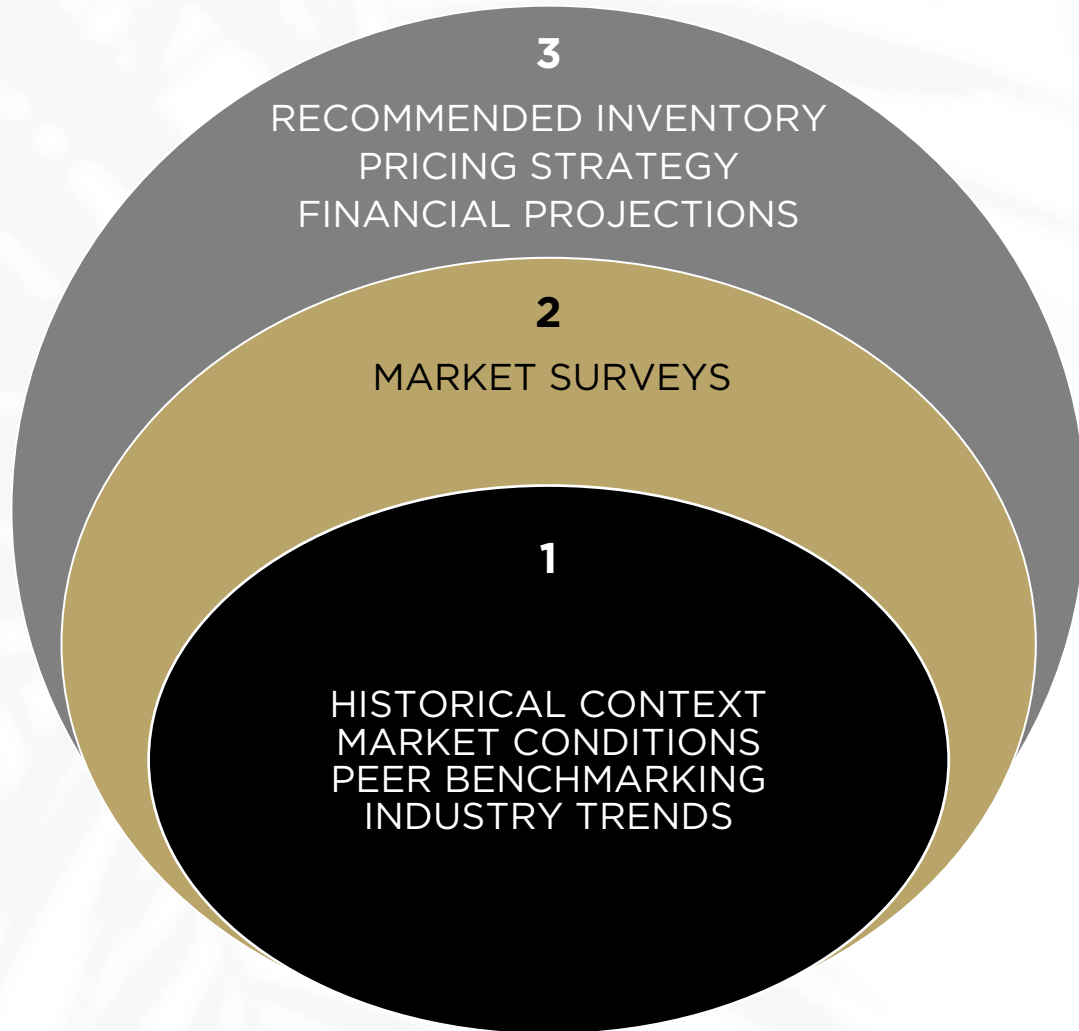 3
RECOMMENDED INVENTORY
PRICING STRATEGY
FINANCIAL PROJECTIONS
2
MARKET SURVEYS
1
HISTORICAL CONTEXT
MARKET CONDITIONS
PEER BENCHMARKING
INDUSTRY TRENDS